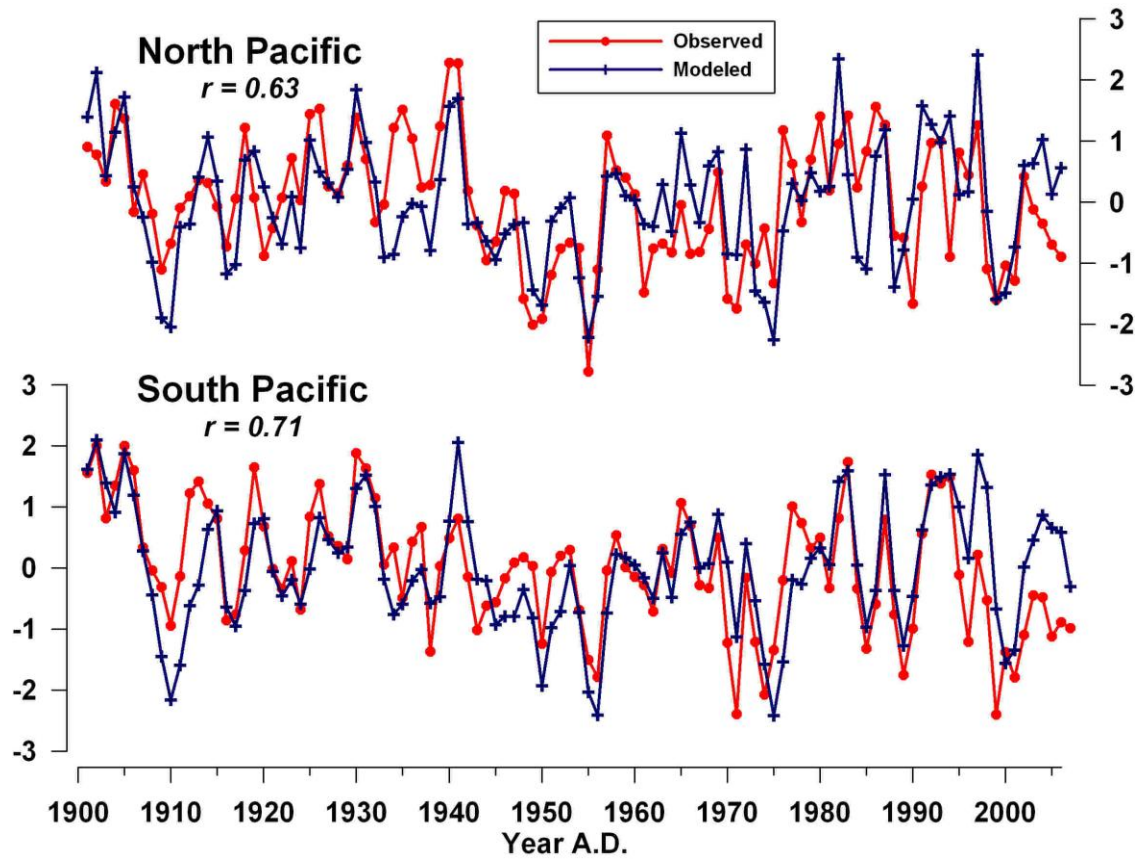 North Pacific
r = 0.63
Observed
Modeled
3
2
1
0
-1
-2
-3
South Pacific
r = 0.71
3
2
1
0
-1
-2
-3
1900 1910 1920 1930 1940 1950 1960 1970 1980 1990 2000
Year A.D.